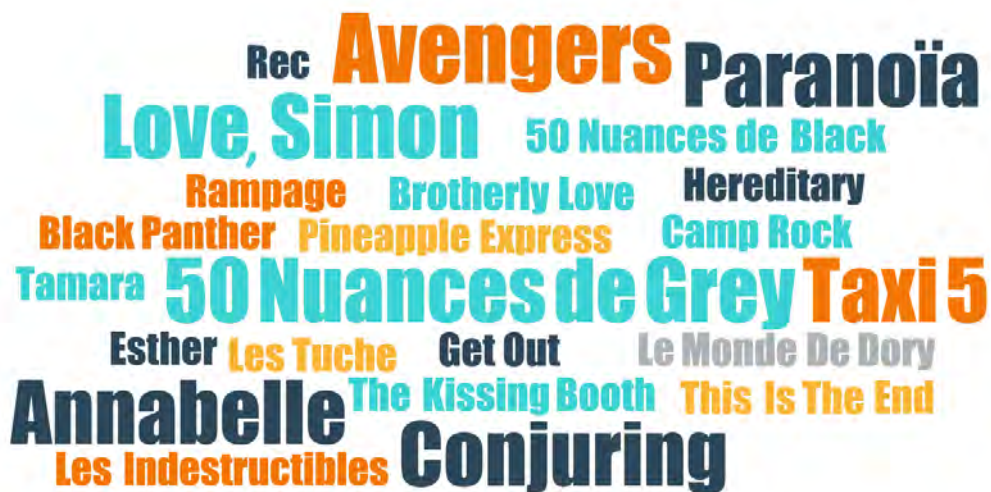 Rec Avengers Paranoïa
Love, Simon 50 Nuances de Black
Rampage Brotherly Love Hereditary
Black Panther Pineapple Express Camp Rock
Tamara 50 Nuances de Grey Taxi 5
Esther Les Tuche Get Out Le Monde De Dory
Annabelle The Kissing Booth This Is The End
Les Indestructibles Conjuring